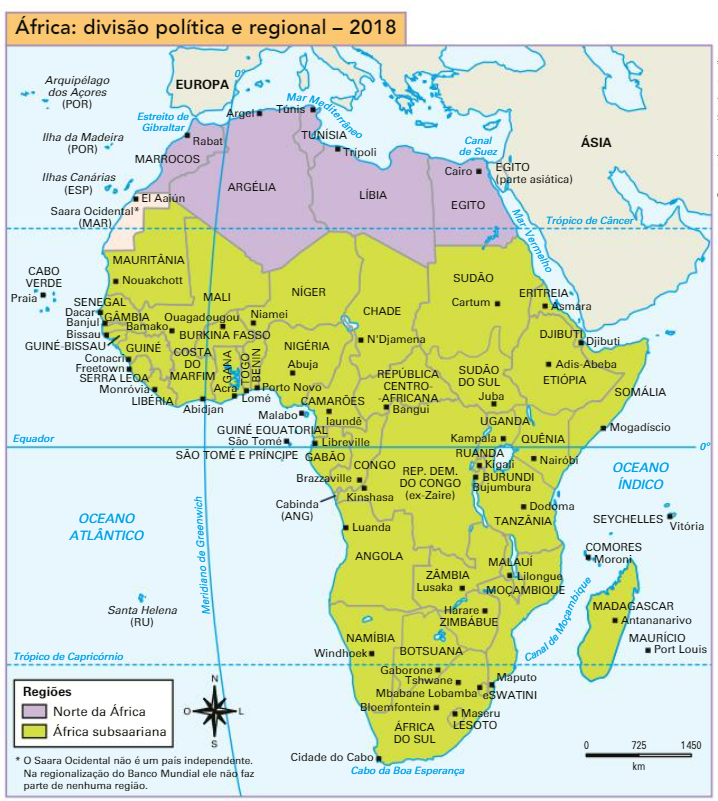 África: divisão política e regional – 2018
EUROPA
0°
Arquipélago
dos Açores
(POR)
Estreito de
Gibraltar
Argel
Túnis
Mar Mediterrâneo
TUNÍSIA
Trípoli
Canal
de Suez
ÁSIA
Ilha da Madeira
(POR)
Rabat
MARROCOS
Ilhas Canárias
(ESP)
ARGÉLIA
LÍBIA
Cairo
EGITO
(parte asiática)
EGITO
El Aaiún
Saara Ocidental*
(MAR)
Mar Vermelho
Trópico de Câncer
MAURITÂNIA
Nouakchott
CABO
VERDE
Praia
MALI
NÍGER
CHADE
SUDÃO
Cartum
ERITREIA
Asmara
SENEGAL
Dacar
GÂMBIA
Banjul
Bamako
Ouagadougou
Niamei
BURKINA FASSO
Bissau
GUINÉ-BISSAU
GUINÉ
Conacri
Freetown
SERRA LEOA
Monróvia
LIBÉRIA
COSTA
DO
MARFIM
Abidjan
GANA
Acra
TOGO
Lomé
BENIN
Porto Novo
NIGÉRIA
Abuja
N'Djamena
DJIBUTI
Djibuti
Adis-Abeba
ETIÓPIA
SOMÁLIA
REPÚBLICA
CENTRO-
AFRICANA
Bangui
SUDÃO
DO SUL
Juba
CAMARÕES
Iaundê
Malabo
GUINÉ EQUATORIAL
São Tomé
Libreville
SÃO TOMÉ E PRÍNCIPE
GABÃO
UGANDA
Kampala
QUÊNIA
Nairóbi
Mogadíscio
Equador
0°
CONGO
Brazzaville
Kinshasa
REP. DEM.
DO CONGO
(ex-Zaire)
RUANDA
Kigali
BURUNDI
Bujumbura
OCEANO
ÍNDICO
Cabinda
(ANG)
Luanda
Dodoma
TANZÂNIA
SEYCHELLES
Vitória
OCEANO
ATLÂNTICO
Meridiano de Greenwich
ANGOLA
COMORES
Moroni
MALAUÍ
Lilongue
ZÂMBIA
Lusaka
MOÇAMBIQUE
Santa Helena
(RU)
Harare
ZIMBÁBUE
Canal de Moçambique
MADAGASCAR
Antananarivo
MAURÍCIO
Port Louis
NAMÍBIA
Windhoek
BOTSUANA
Trópico de Capricórnio
Gaborone
Tshwane
Maputo
Mbabane Lobamba
eSWATINI
Bloemfontein
Maseru
LESOTO
ÁFRICA
DO SUL
Cidade do Cabo
Cabo da Boa Esperança
Regiões
Norte da África
África subsaariana
N
O
L
S
0 725 1450
km
* O Saara Ocidental não é um país independente.
Na regionalização do Banco Mundial ele não faz
parte de nenhuma região.